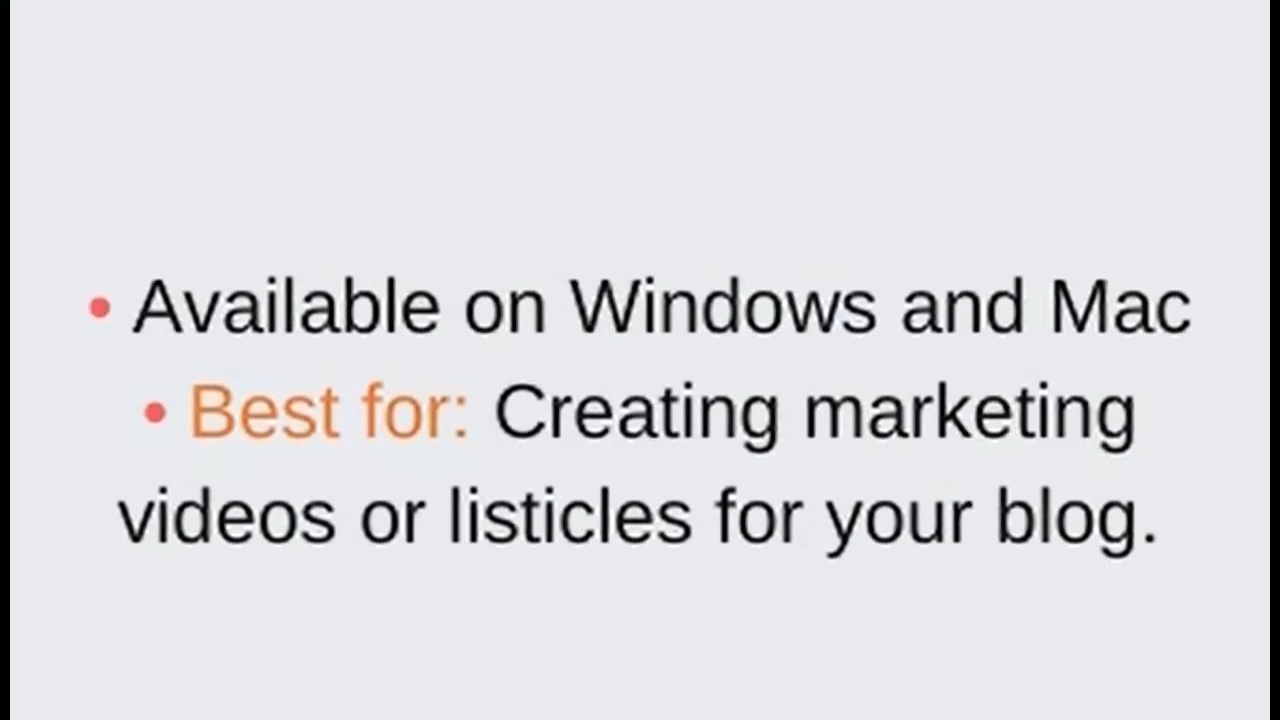 • Available on Windows and Mac
• Best for: Creating marketing
videos or listicles for your blog.